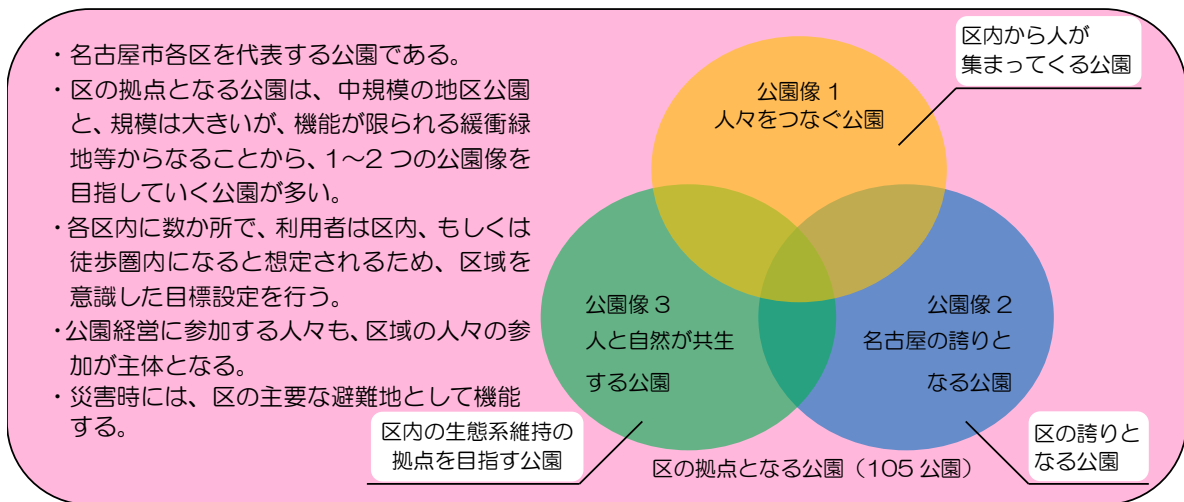 ・名古屋市各区を代表する公園である。
・区の拠点となる公園は、中規模の地区公園
と、規模は大きいが、機能が限られる緩衝緑
地等からなることから、1～2 つの公園像を
目指していく公園が多い。
・各区内に数か所で、利用者は区内、もしくは
徒歩圏内になると想定されるため、区域を
意識した目標設定を行う。
・公園経営に参加する人々も、区域の人々の参
加が主体となる。
・災害時には、区の主要な避難地として機能
する。
区内から人が
集まってくる公園
公園像 1
人々をつなぐ公園
公園像 3
人と自然が共生
する公園
公園像 2
名古屋の誇りと
なる公園
区内の生態系維持の
拠点を目指す公園
区の誇りと
なる公園
区の拠点となる公園（105 公園）